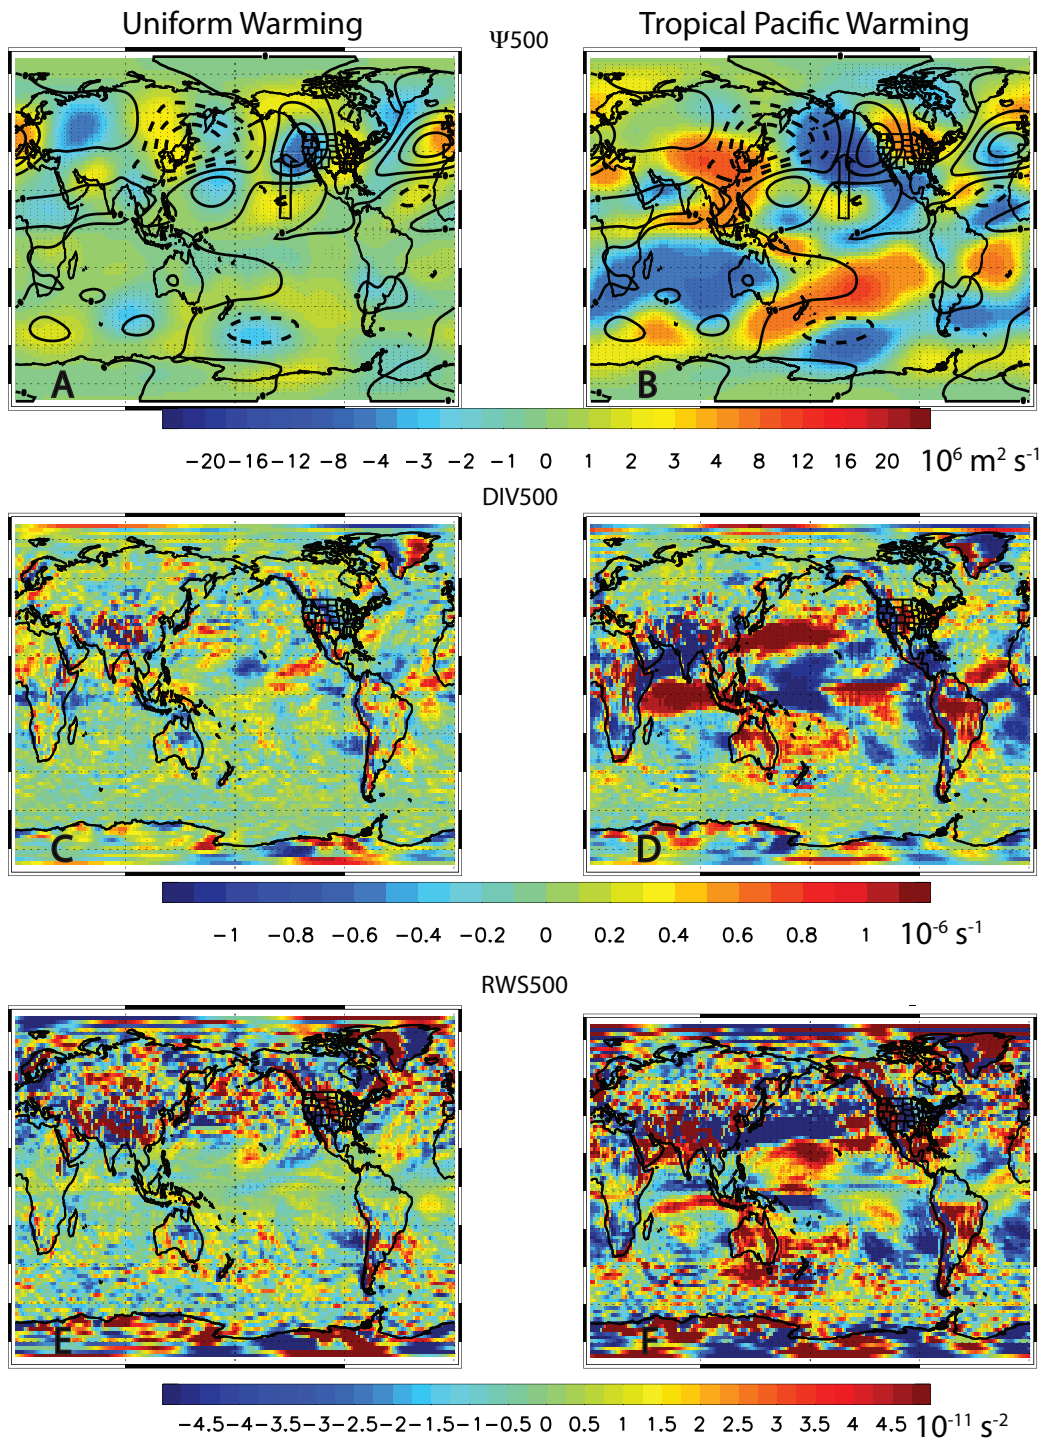 Uniform Warming
Tropical Pacific Warming
Ψ500
A
B
−20 −16 −12 −8 −4 −3 −2 −1 0 1 2 3 4 8 12 16 20 10⁶ m² s⁻¹
DIV500
C
D
−1 −0.8 −0.6 −0.4 −0.2 0 0.2 0.4 0.6 0.8 1 10⁻⁶ s⁻¹
RWS500
E
F
−4.5 −4 −3.5 −3 −2.5 −2 −1.5 −1 −0.5 0 0.5 1 1.5 2 2.5 3 3.5 4 4.5 10⁻¹¹ s⁻²